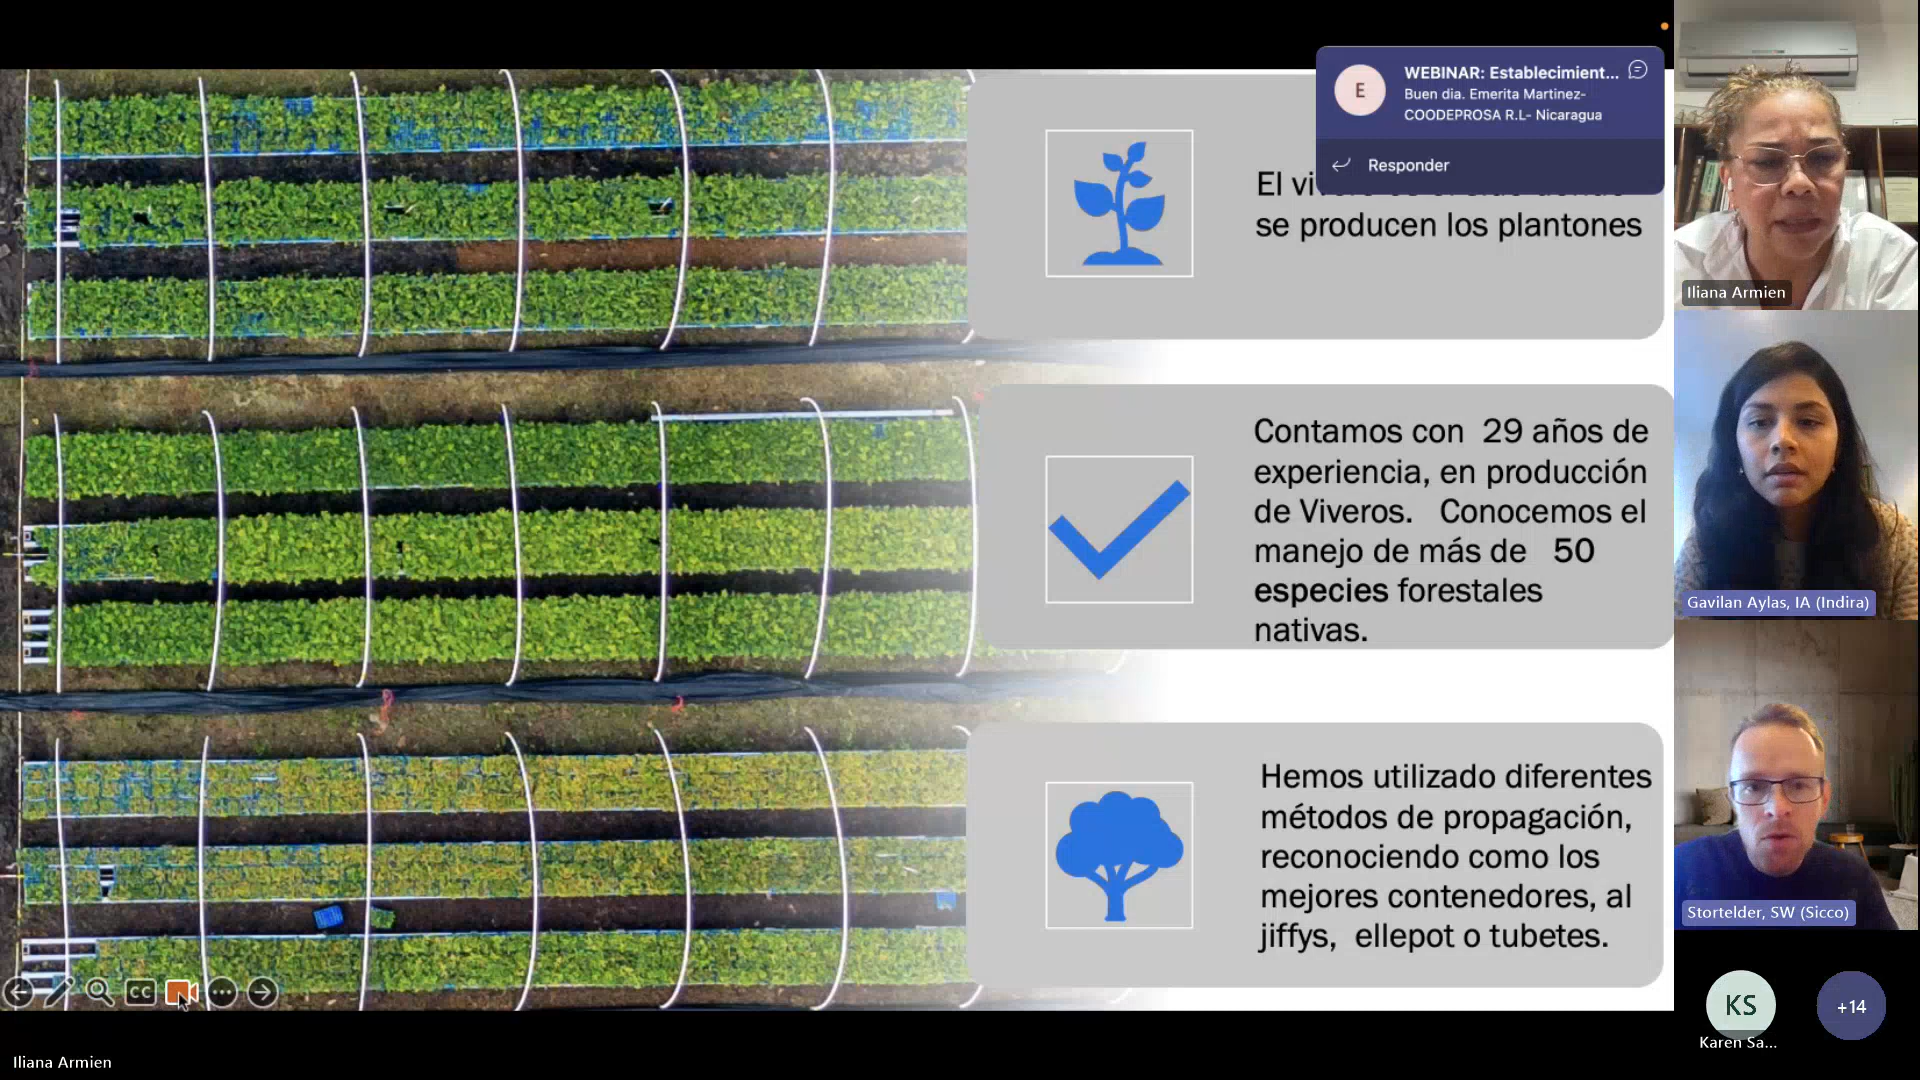 WEBINAR: Establecimient...
E
Buen dia. Emerita Martinez-
COODEPROSA R.L- Nicaragua
Responder
El
se producen los plantones
Contamos con 29 años de
experiencia, en producción
de Viveros. Conocemos el
manejo de más de 50
especies forestales
nativas.
Hemos utilizado diferentes
métodos de propagación,
reconociendo como los
mejores contenedores, al
jiffys, ellepot o tubetes.
Iliana Armien
Gavilan Aylas, IA (Indira)
Stortelder, SW (Sicco)
KS
+14
Karen Sa...
CC
Iliana Armien